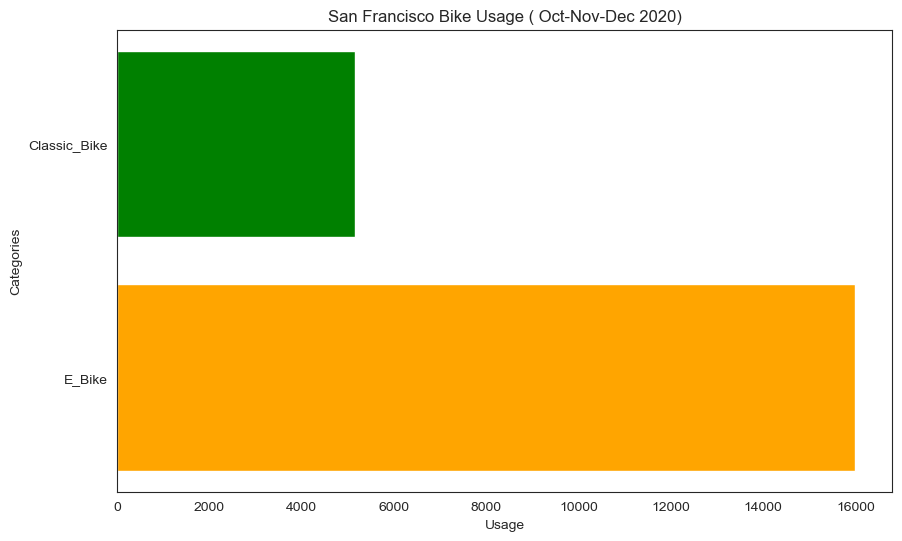 San Francisco Bike Usage ( Oct-Nov-Dec 2020)
Categories
Classic_Bike
E_Bike
0 2000 4000 6000 8000 10000 12000 14000 16000
Usage